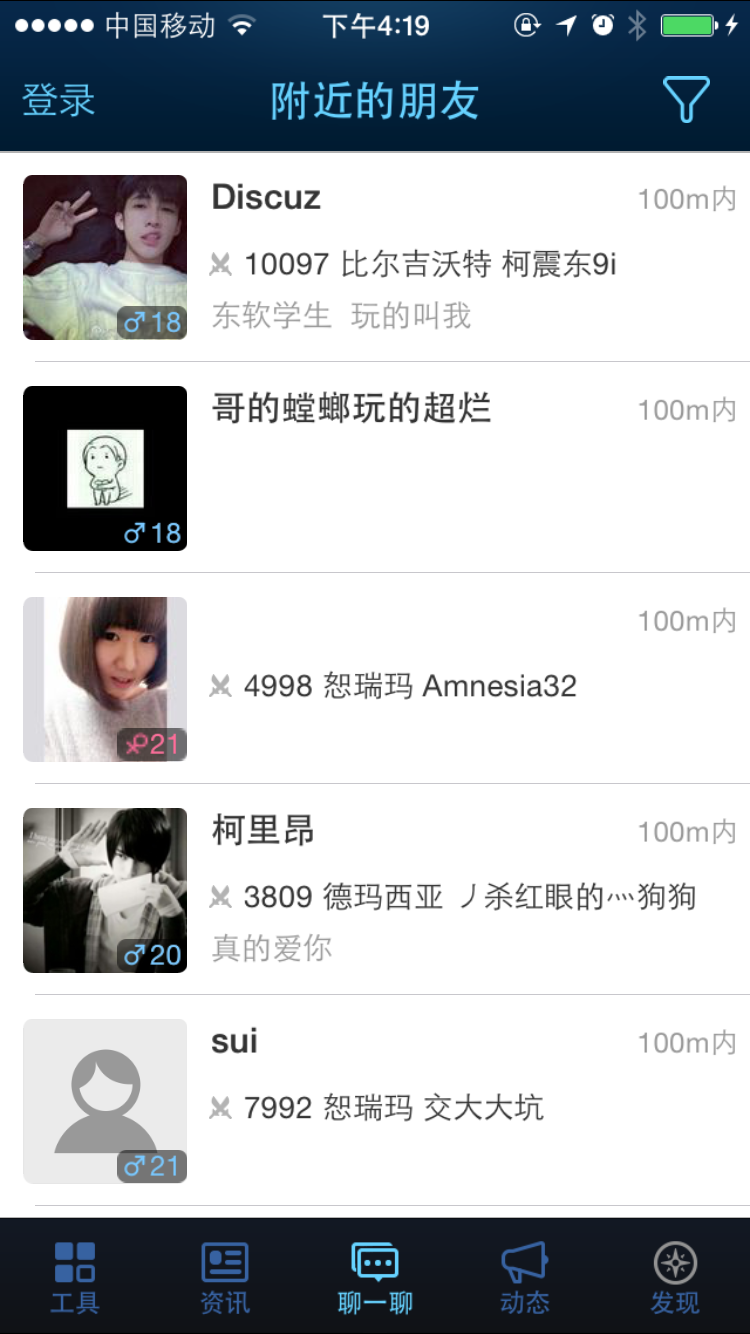 中国移动 下午4:19
登录 附近的朋友
Discuz 100m内
10097 比尔吉沃特 柯震东9i
东软学生 玩的叫我
♂18
哥的螳螂玩的超烂 100m内
♂18
100m内
4998 恕瑞玛 Amnesia32
♀21
柯里昂 100m内
3809 德玛西亚 丿杀红眼的灬狗狗
真的爱你
♂20
sui 100m内
7992 恕瑞玛 交大大坑
♂21
工具 资讯 聊一聊 动态 发现